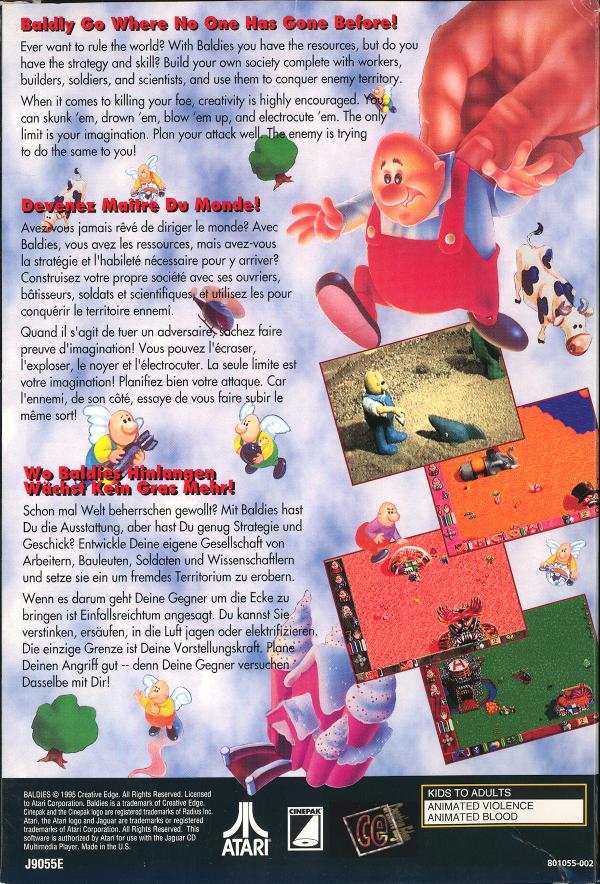 Baldly Go Where No One Has Gone Before!
Ever want to rule the world? With Baldies you have the resources, but do you
have the strategy and skill? Build your own society complete with workers,
builders, soldiers, and scientists, and use them to conquer enemy territory.
When it comes to killing your foe, creativity is highly encouraged. You
can skunk 'em, drown 'em, blow 'em up, and electrocute 'em. The only
limit is your imagination. Plan your attack well. The enemy is trying
to do the same to you!
Devenez Maître Du Monde!
Avez-vous jamais rêvé de diriger le monde? Avec
Baldies, vous avez les ressources, mais avez-vous
la stratégie et l'habileté nécessaire pour y arriver?
Construisez votre propre société avec ses ouvriers,
bâtisseurs, soldats et scientifiques, et utilisez les pour
conquérir le territoire ennemi.
Quand il s'agit de tuer un adversaire, sachez faire
preuve d'imagination! Vous pouvez l'écraser,
l'exploser, le noyer et l'électrocuter. La seule limite est
votre imagination! Planifiez bien votre attaque. Car
l'ennemi, de son côté, essaye de vous faire subir le
même sort!
Wo Baldies Hinlangen
Wächst Kein Gras Mehr!
Schon mal Welt beherrschen gewollt? Mit Baldies hast
Du die Ausstattung, aber hast Du genug Strategie und
Geschick? Entwickle Deine eigene Gesellschaft von
Arbeitern, Bauleuten, Soldaten und Wissenschaftlern
und setze sie ein um fremdes Territorium zu erobern.
Wenn es darum geht Deine Gegner um die Ecke zu
bringen ist Einfallsreichtum angesagt. Du kannst Sie
verstinken, ersäufen, in die Luft jagen oder elektrifizieren.
Die einzige Grenze ist Deine Vorstellungskraft. Plane
Deinen Angriff gut -- denn Deine Gegner versuchen
Dasselbe mit Dir!
BALDIES © 1995 Creative Edge. All Rights Reserved. Licensed
to Atari Corporation. Baldies is a trademark of Creative Edge.
Cinepak and the Cinepak logo are registered trademarks of Radius Inc.
Atari, the Atari logo and Jaguar are trademarks or registered
trademarks of Atari Corporation. All Rights Reserved. This
software is authorized by Atari for use with the Jaguar CD
Multimedia Player. Made in the U.S.
J9055E
ATARI
CINEPAK
ce
KIDS TO ADULTS
ANIMATED VIOLENCE
ANIMATED BLOOD
801055-002